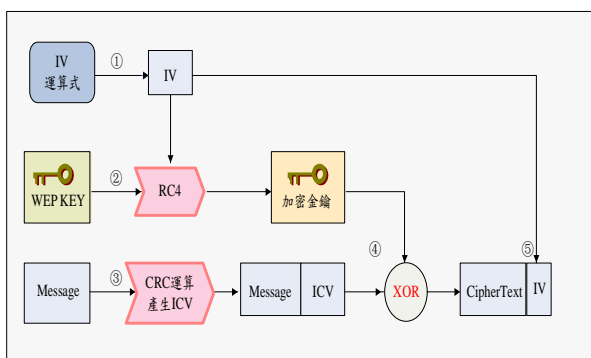 IV
運算式
①
IV
WEP KEY
②
RC4
加密金鑰
④
⑤
Message
③
CRC運算
產生ICV
Message
ICV
XOR
CipherText
IV